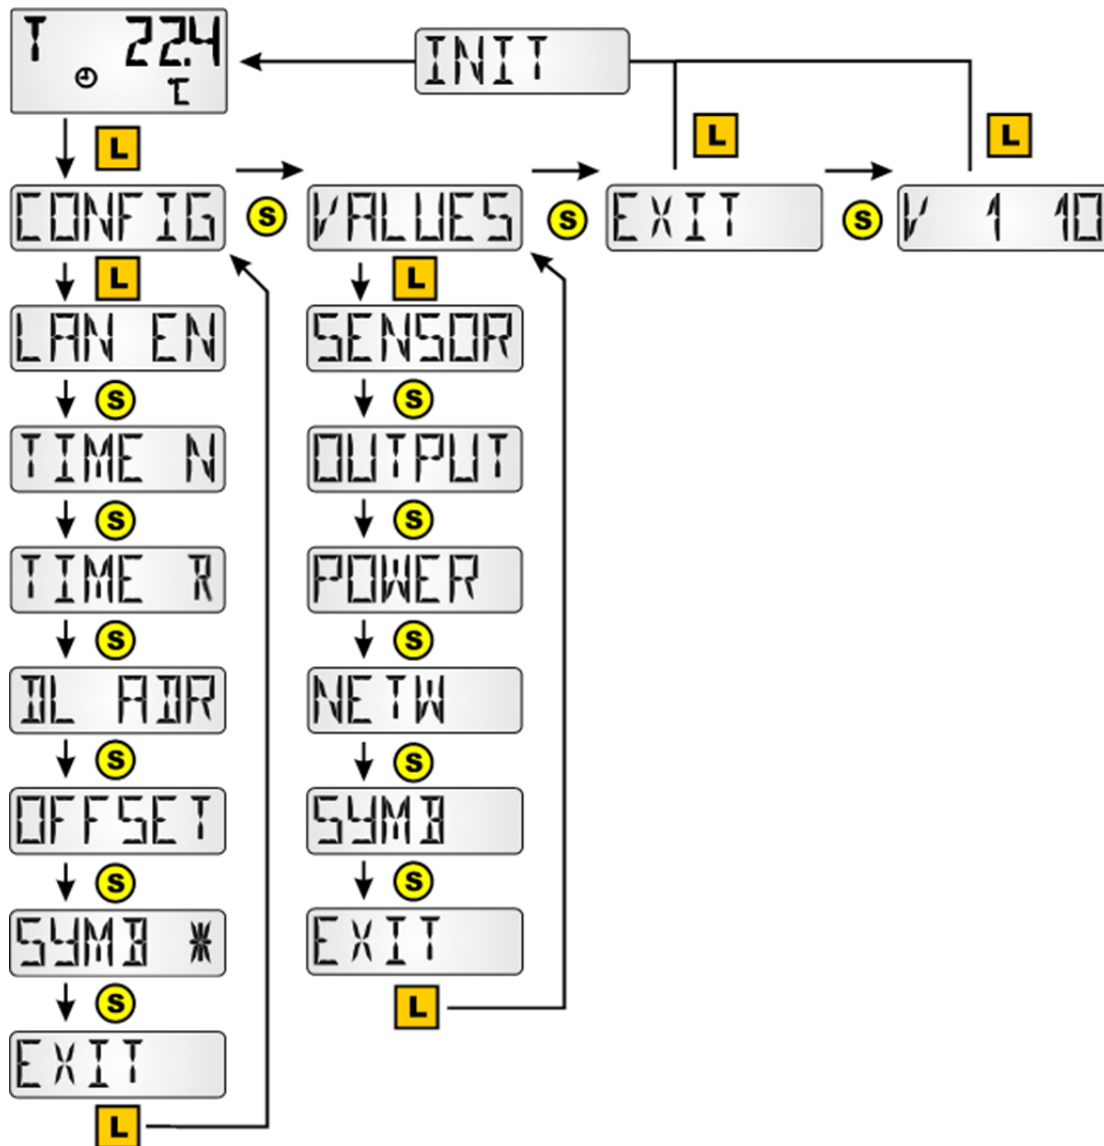 T 22.4
°C
INIT
L
L
L
CONFIG
S
VALUES
S
EXIT
S
V 1 10
L
L
LAN EN
SENSOR
S
S
TIME N
OUTPUT
S
S
TIME R
POWER
S
S
DL ADR
NETW
S
S
OFFSET
SYMB
S
S
SYMB *
EXIT
S
L
EXIT
L